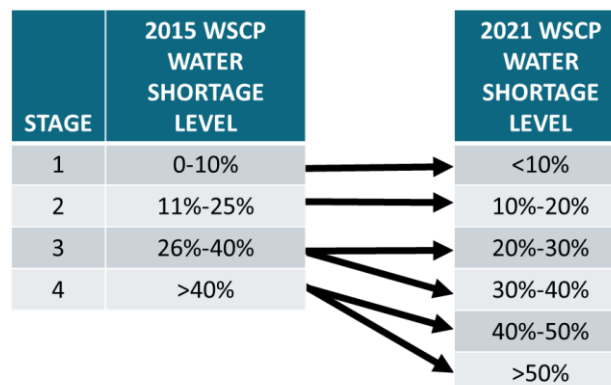 STAGE
2015 WSCP
WATER
SHORTAGE
LEVEL
2021 WSCP
WATER
SHORTAGE
LEVEL
1 0-10% <10%
2 11%-25% 10%-20%
3 26%-40% 20%-30%
4 >40% 30%-40%
40%-50%
>50%